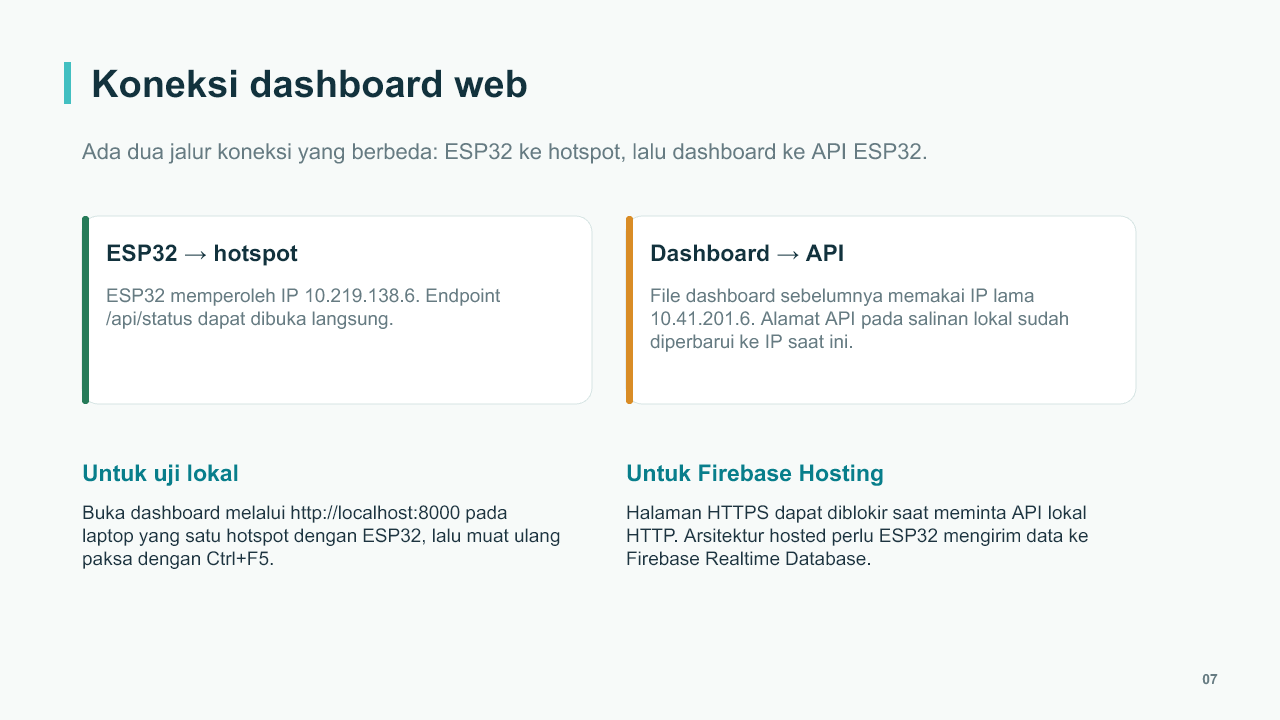 Koneksi dashboard web
Ada dua jalur koneksi yang berbeda: ESP32 ke hotspot, lalu dashboard ke API ESP32.
ESP32 → hotspot
ESP32 memperoleh IP 10.219.138.6. Endpoint
/api/status dapat dibuka langsung.
Dashboard → API
File dashboard sebelumnya memakai IP lama
10.41.201.6. Alamat API pada salinan lokal sudah
diperbarui ke IP saat ini.
Untuk uji lokal
Buka dashboard melalui http://localhost:8000 pada
laptop yang satu hotspot dengan ESP32, lalu muat ulang
paksa dengan Ctrl+F5.
Untuk Firebase Hosting
Halaman HTTPS dapat diblokir saat meminta API lokal
HTTP. Arsitektur hosted perlu ESP32 mengirim data ke
Firebase Realtime Database.
07